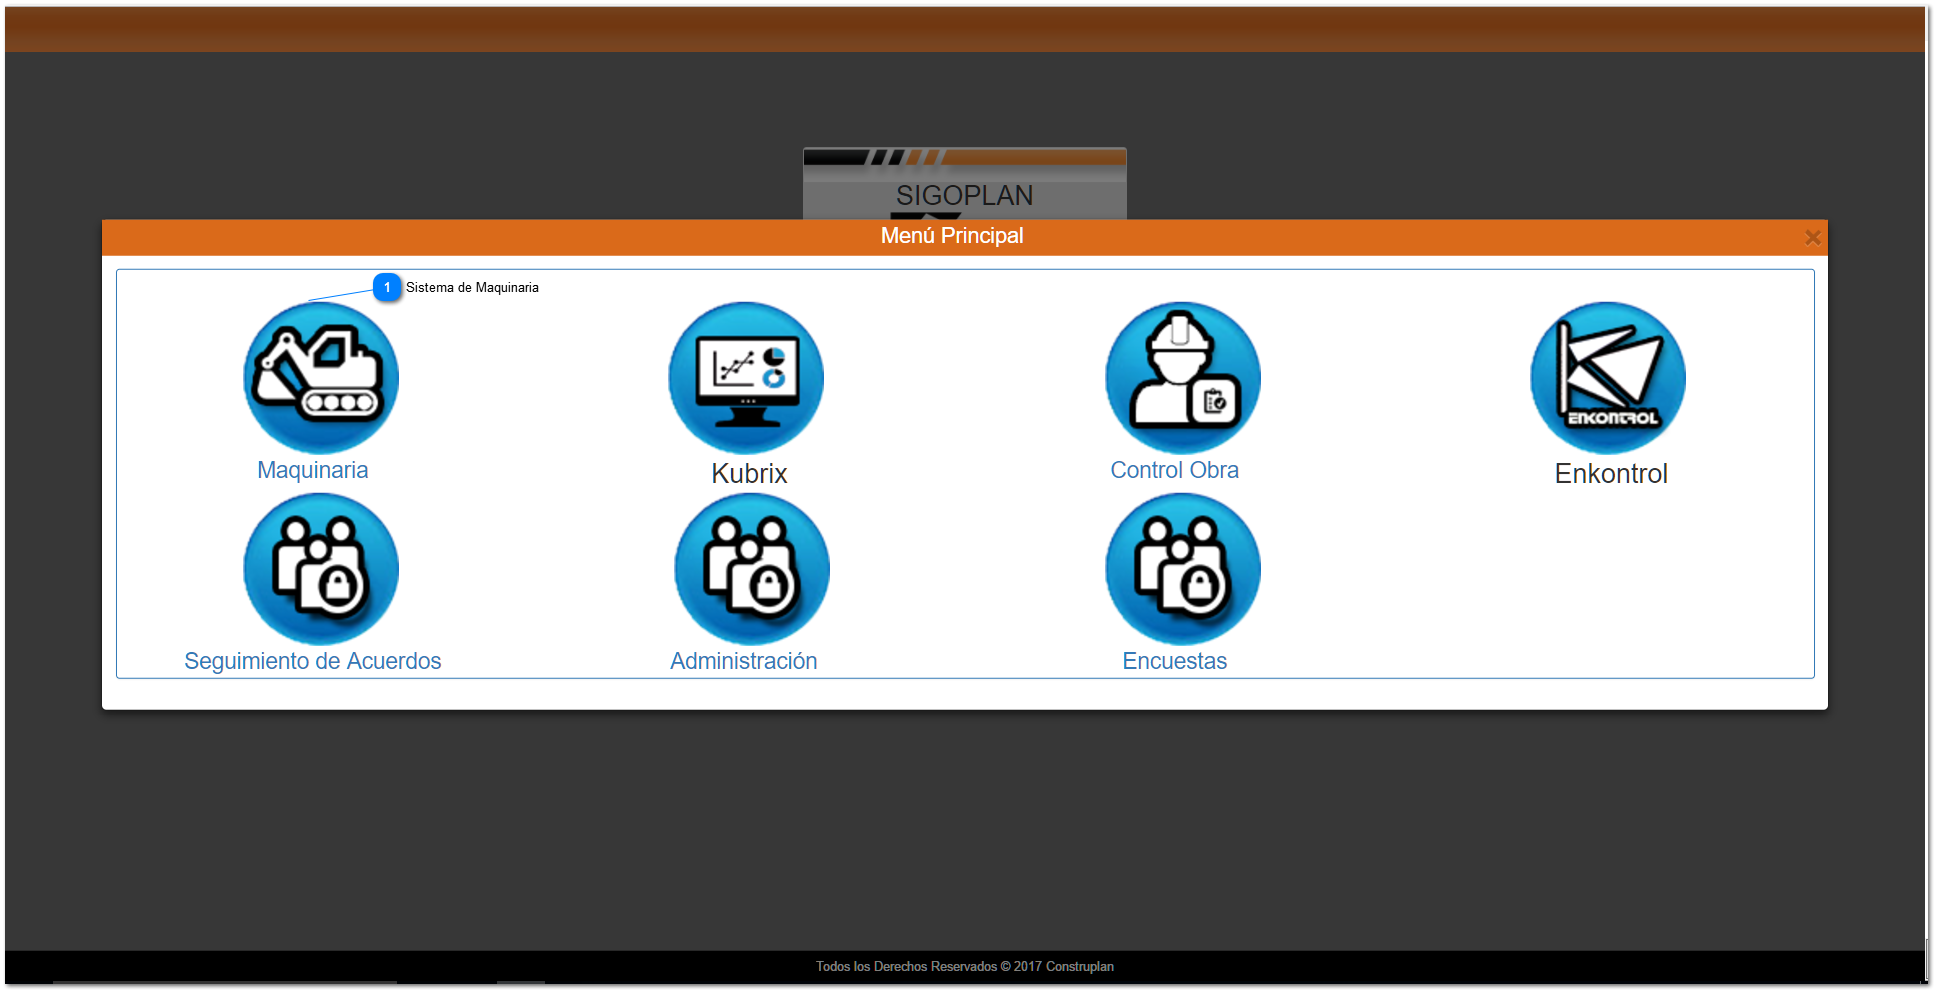 SIGOPLAN
Menú Principal
1 Sistema de Maquinaria
ENKONTROL
Maquinaria
Kubrix
Control Obra
Enkontrol
Seguimiento de Acuerdos
Administración
Encuestas
Todos los Derechos Reservados © 2017 Construplan